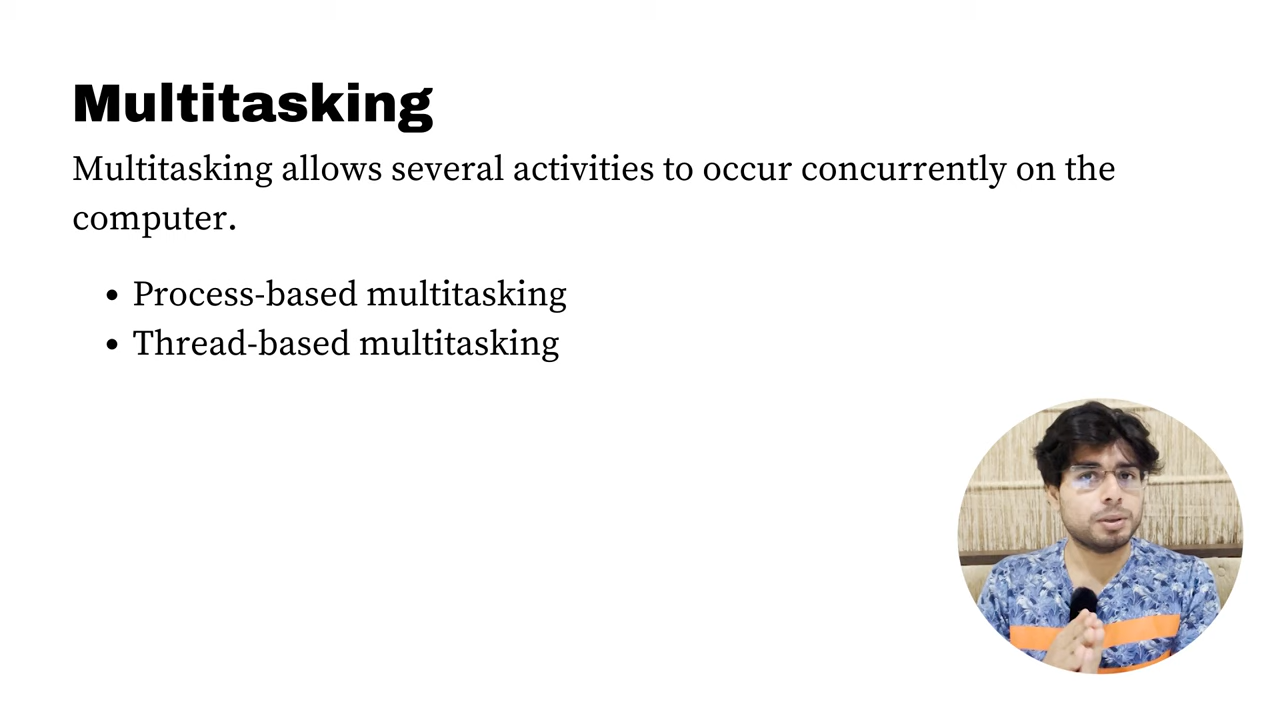 Multitasking
Multitasking allows several activities to occur concurrently on the
computer.
• Process-based multitasking
• Thread-based multitasking